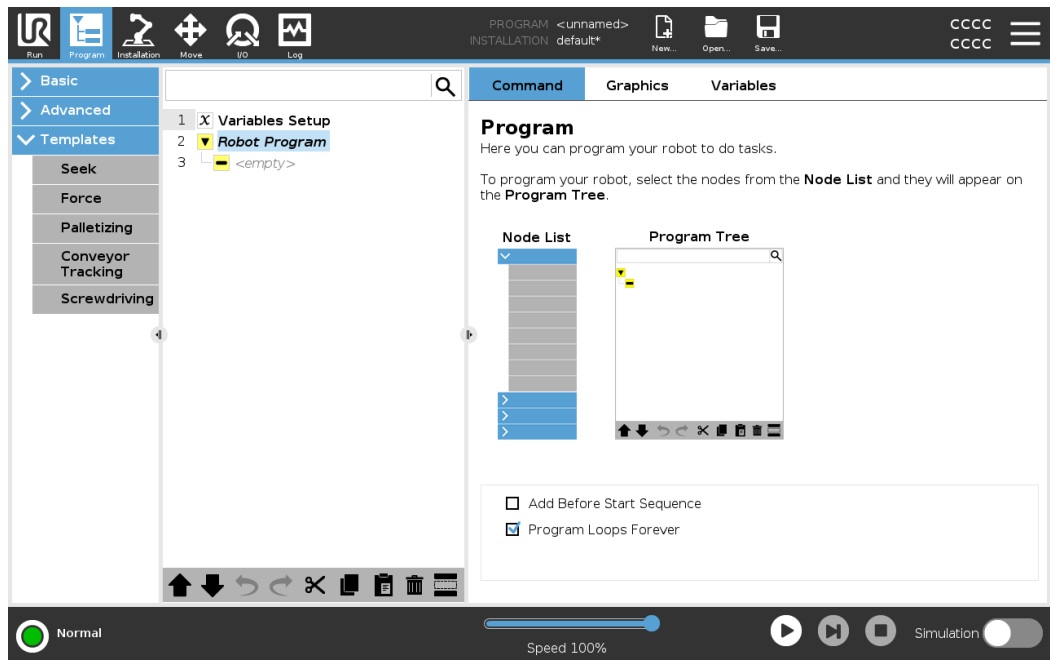 PROGRAM <unnamed>
INSTALLATION default*
CCCC
CCCC
UR
Run
Program
Installation
Move
I/O
Log
New...
Open...
Save...
Basic
Advanced
Templates
Seek
Force
Palletizing
Conveyor
Tracking
Screwdriving
1 X Variables Setup
2 Robot Program
3 <empty>
Command
Graphics
Variables
Program
Here you can program your robot to do tasks.
To program your robot, select the nodes from the Node List and they will appear on
the Program Tree.
Node List
Program Tree
Add Before Start Sequence
Program Loops Forever
Normal
Speed 100%
Simulation